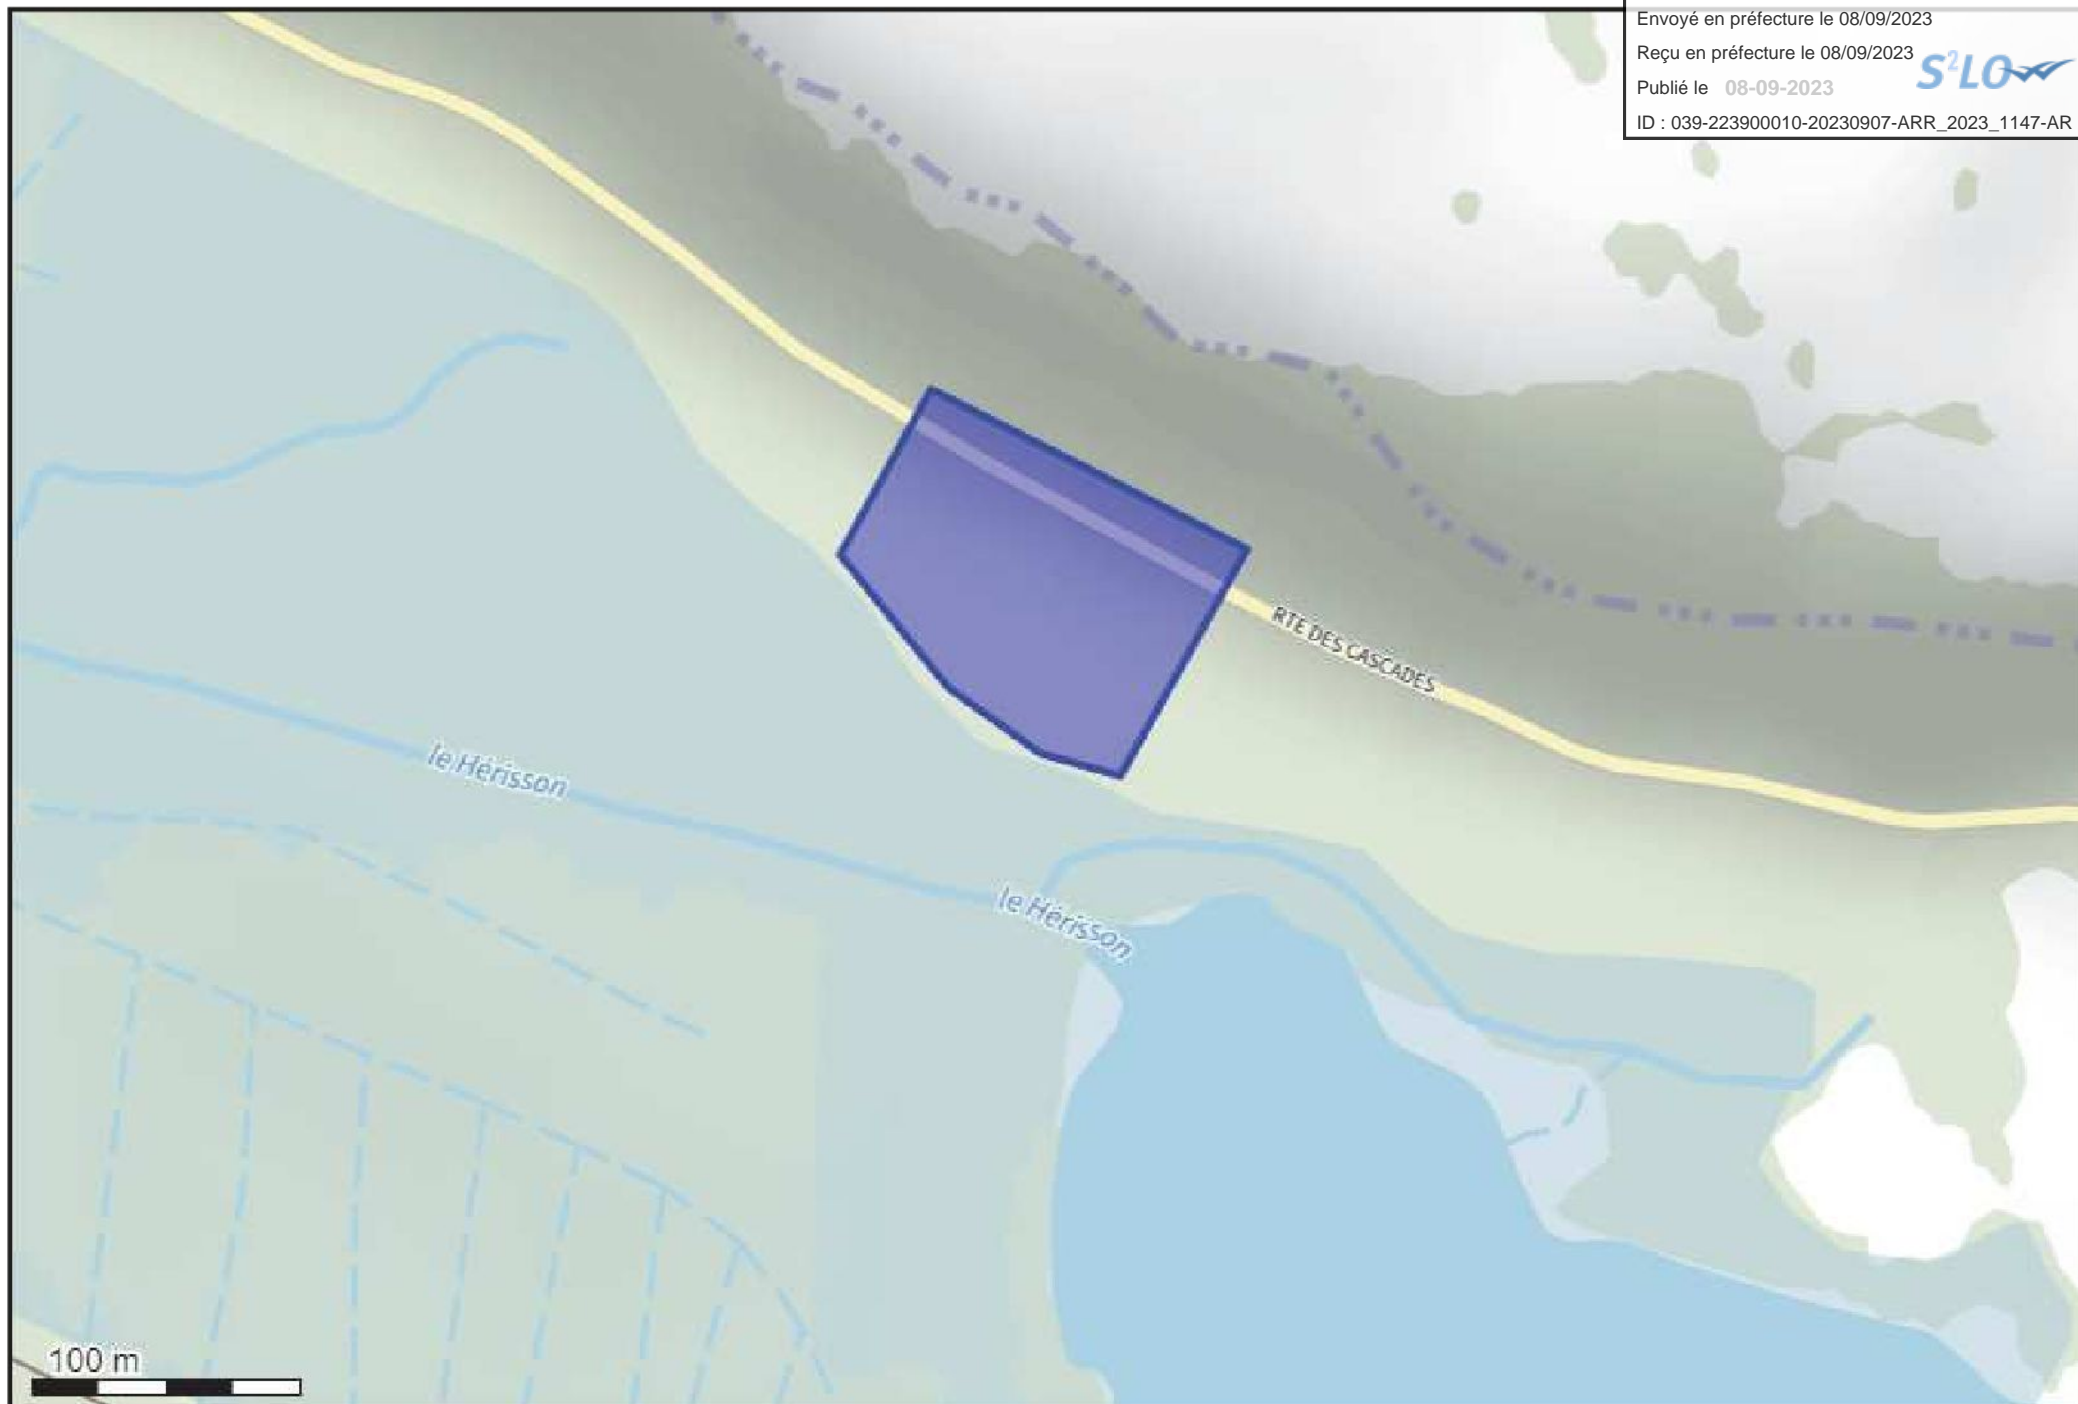 Envoyé en préfecture le 08/09/2023
Reçu en préfecture le 08/09/2023
S²LO
Publié le 08-09-2023
ID : 039-223900010-20230907-ARR_2023_1147-AR
RTE DES CASCADES
le Hérisson
le Hérisson
100 m